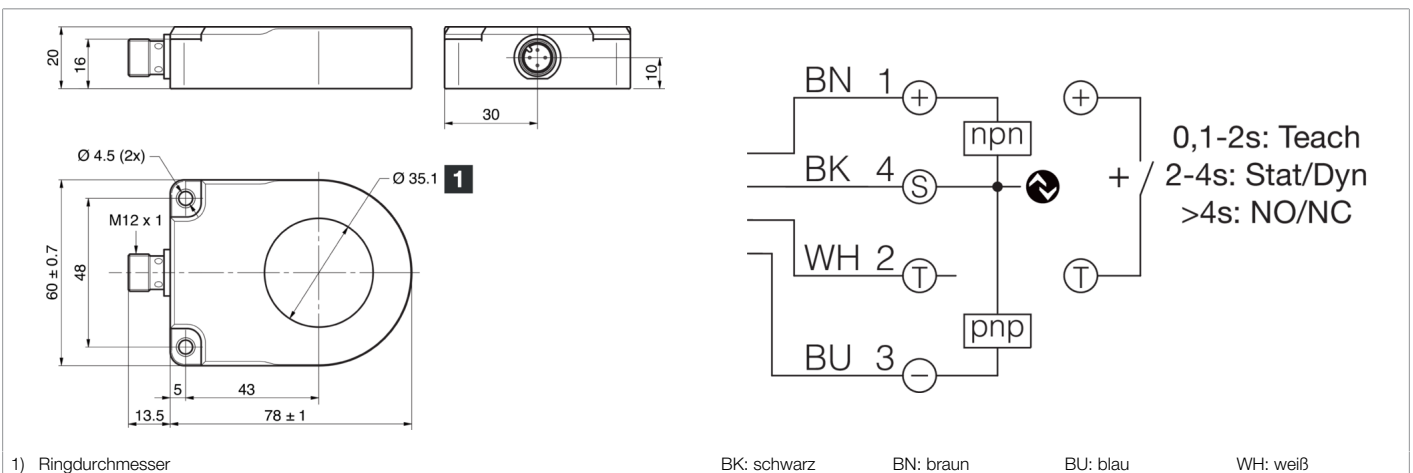 20
16
10
30
Ø 4.5 (2x)
Ø 35.1 1
M12 x 1
60 ± 0.7
48
5 43
13.5 78 ± 1
BN 1 +
npn
BK 4 S
WH 2 T
pnp
BU 3 −
+
+
T
0,1-2s: Teach
2-4s: Stat/Dyn
>4s: NO/NC
1) Ringdurchmesser
BK: schwarz BN: braun BU: blau WH: weiß